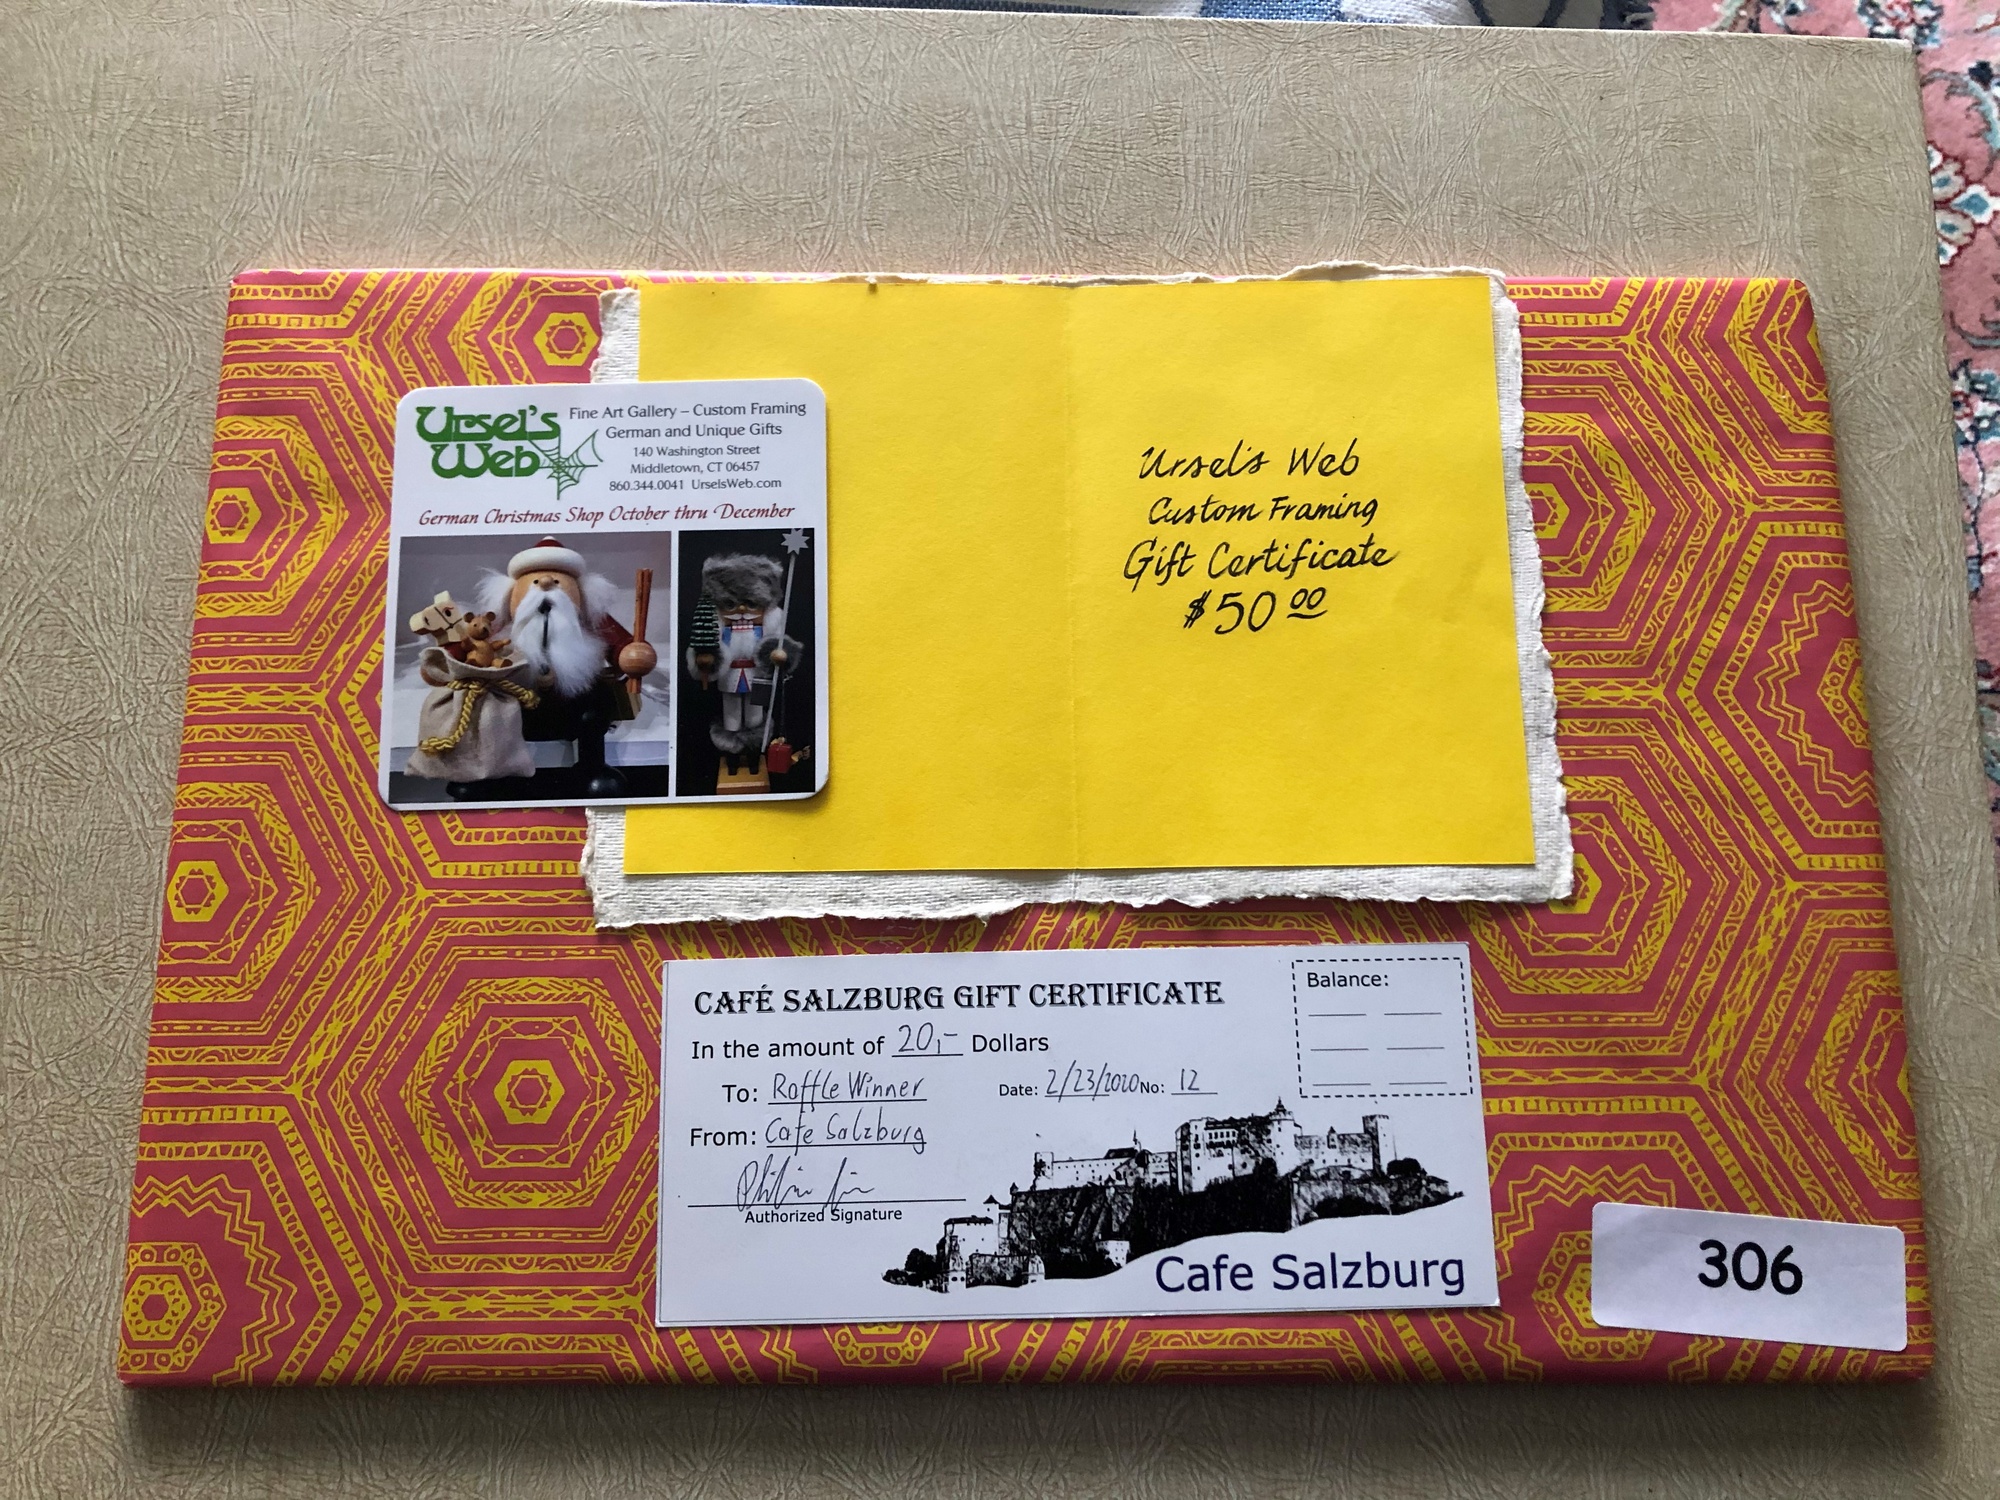 Ursel's
Web
Fine Art Gallery – Custom Framing
German and Unique Gifts
140 Washington Street
Middletown, CT 06457
860.344.0041 UrselsWeb.com
German Christmas Shop October thru December
Ursel's Web
Custom Framing
Gift Certificate
$50 00
CAFÉ SALZBURG GIFT CERTIFICATE
In the amount of 20,- Dollars
To: Raffle Winner
Date: 2/23/2020 No: 12
From: Cafe Salzburg
Authorized Signature
Balance:
Cafe Salzburg
306